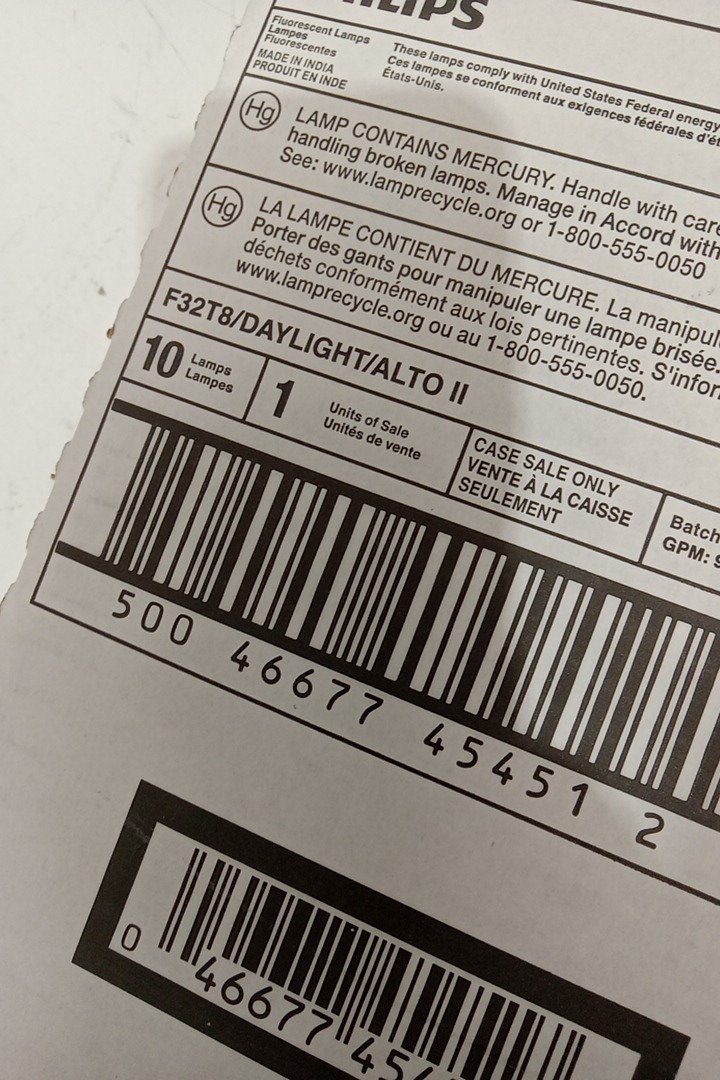 PHILIPS
Fluorescent Lamps
Lampes
Fluorescentes
MADE IN INDIA
PRODUIT EN INDE
These lamps comply with United States Federal energy
Ces lampes se conforment aux exigences fédérales
États-Unis.
Hg
LAMP CONTAINS MERCURY. Handle with care
handling broken lamps. Manage in Accord with
See: www.lamprecycle.org or 1-800-555-0050
Hg
LA LAMPE CONTIENT DU MERCURE. La manipul
Porter des gants pour manipuler une lampe brisée.
déchets conformément aux lois pertinentes. S'infor
www.lamprecycle.org ou au 1-800-555-0050.
F32T8/DAYLIGHT/ALTO II
10 Lamps
Lampes
1 Units of Sale
Unités de vente
CASE SALE ONLY
VENTE À LA CAISSE
SEULEMENT
Batch
GPM: 9
500 46677 45451 2
0 46677 454